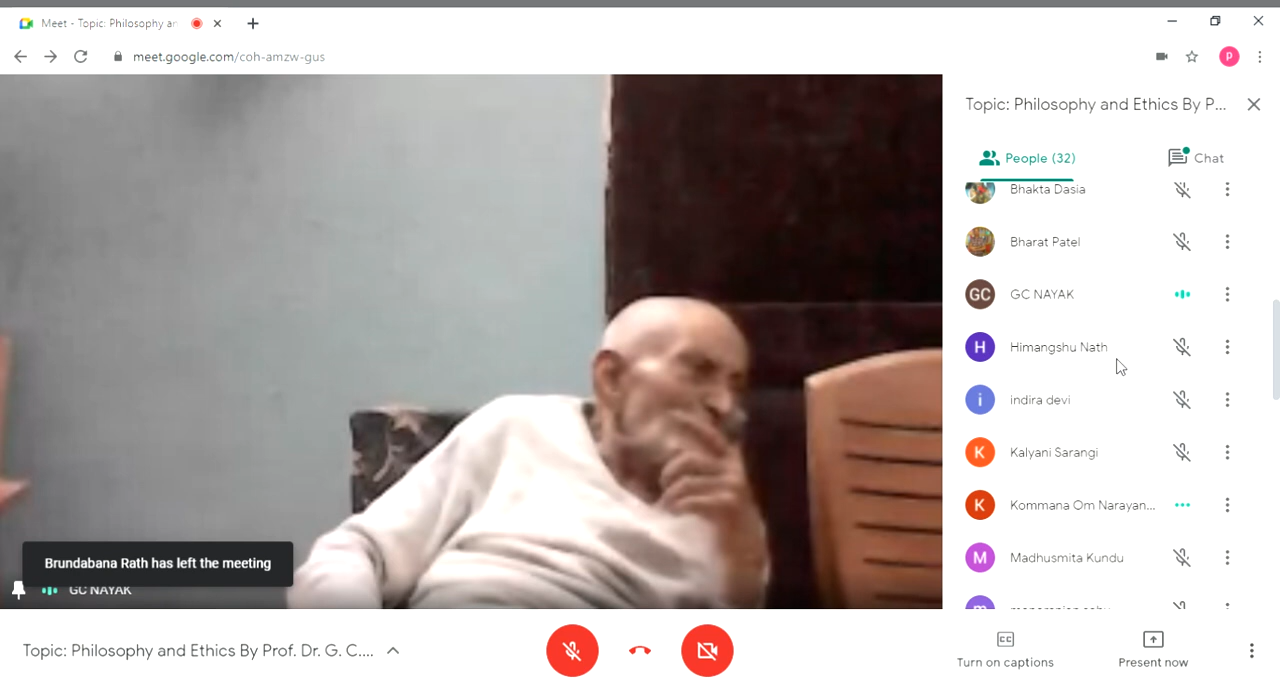 Meet - Topic: Philosophy an
meet.google.com/coh-amzw-gus
P
Topic: Philosophy and Ethics By P...
People (32)
Chat
Bhakta Dasia
Bharat Patel
GC
GC NAYAK
H
Himangshu Nath
i
indira devi
K
Kalyani Sarangi
K
Kommana Om Narayan...
M
Madhusmita Kundu
Brundabana Rath has left the meeting
GC NAYAK
Topic: Philosophy and Ethics By Prof. Dr. G. C....
CC
Turn on captions
Present now